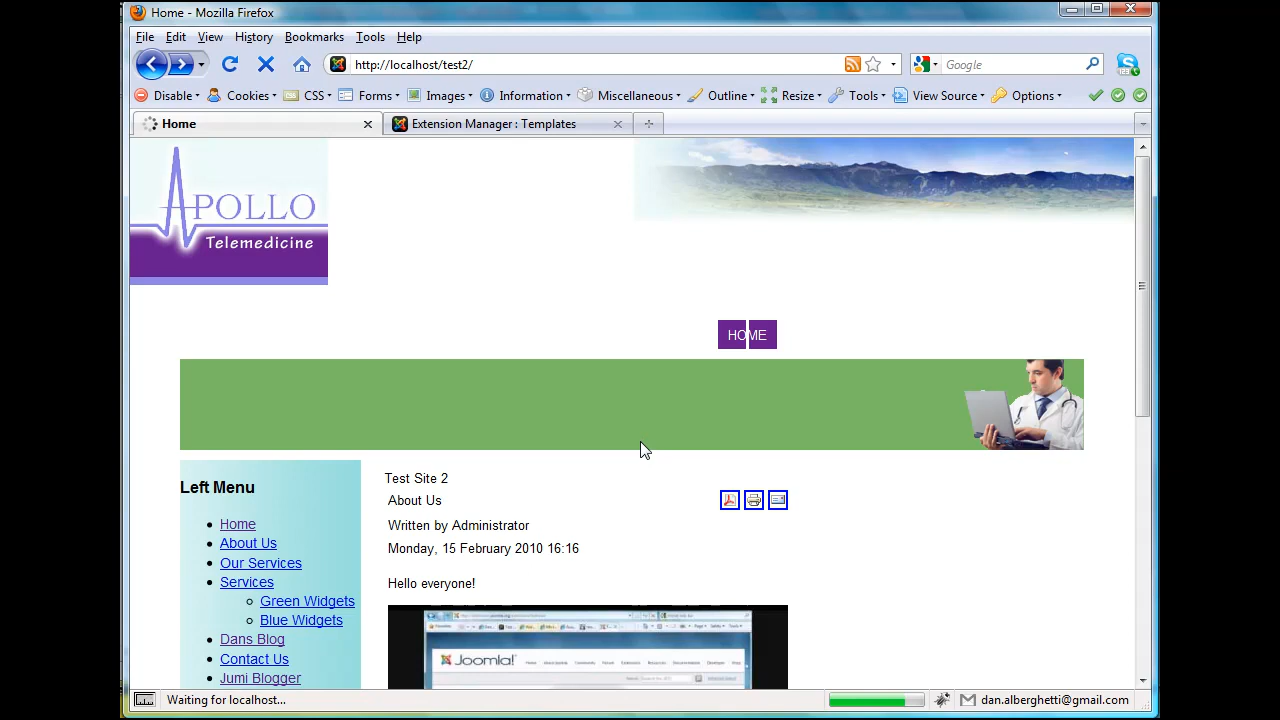 Home - Mozilla Firefox
File Edit View History Bookmarks Tools Help
http://localhost/test2/ Google
Disable Cookies CSS Forms Images Information Miscellaneous Outline Resize Tools View Source Options
Home Extension Manager : Templates
APOLLO
Telemedicine
HOME
Test Site 2
Left Menu
About Us
Written by Administrator
Home
About Us
Monday, 15 February 2010 16:16
Our Services
Services
Hello everyone!
Green Widgets
Blue Widgets
Dan's Blog
Contact Us
Joomla!
Jumi Blogger
Waiting for localhost... dan.alberghetti@gmail.com